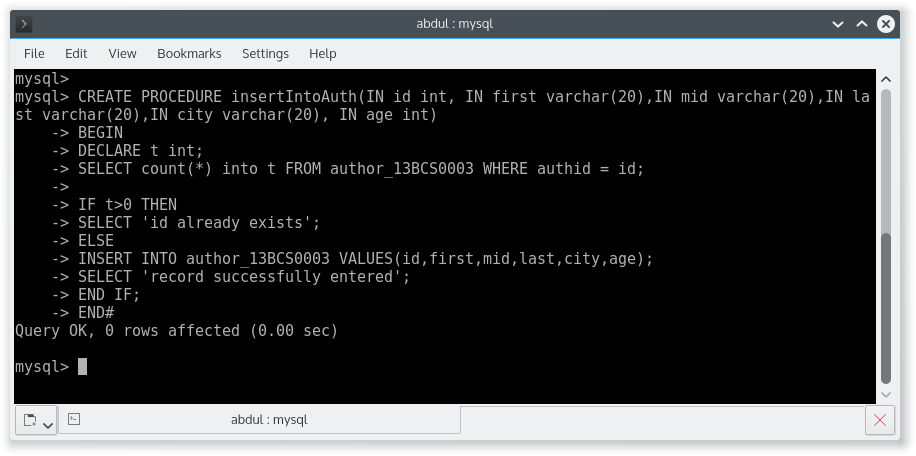 abdul : mysql
File Edit View Bookmarks Settings Help
mysql>
mysql> CREATE PROCEDURE insertIntoAuth(IN id int, IN first varchar(20),IN mid varchar(20),IN la
st varchar(20),IN city varchar(20), IN age int)
    -> BEGIN
    -> DECLARE t int;
    -> SELECT count(*) into t FROM author_13BCS0003 WHERE authid = id;
    ->
    -> IF t>0 THEN
    -> SELECT 'id already exists';
    -> ELSE
    -> INSERT INTO author_13BCS0003 VALUES(id,first,mid,last,city,age);
    -> SELECT 'record successfully entered';
    -> END IF;
    -> END#
Query OK, 0 rows affected (0.00 sec)
mysql>
abdul : mysql